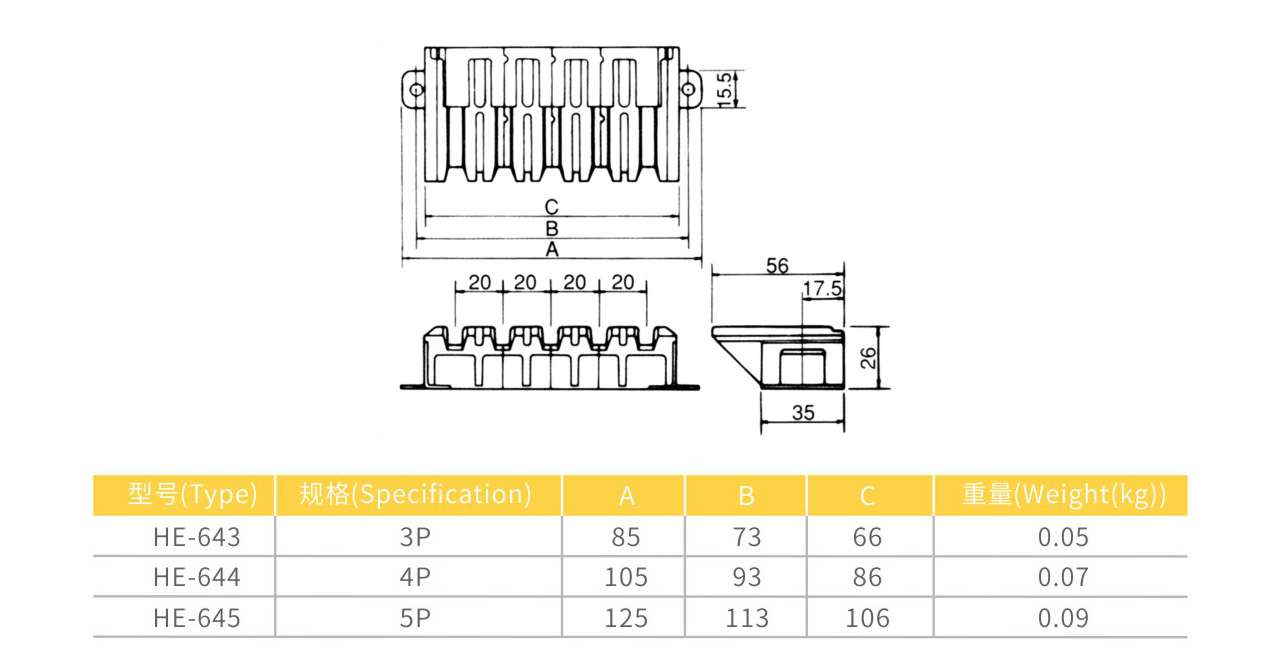 15.5
C
B
A
56
20 20 20 20
17.5
26
35
型号(Type) 规格(Specification) A B C 重量(Weight(kg))
HE-643 3P 85 73 66 0.05
HE-644 4P 105 93 86 0.07
HE-645 5P 125 113 106 0.09